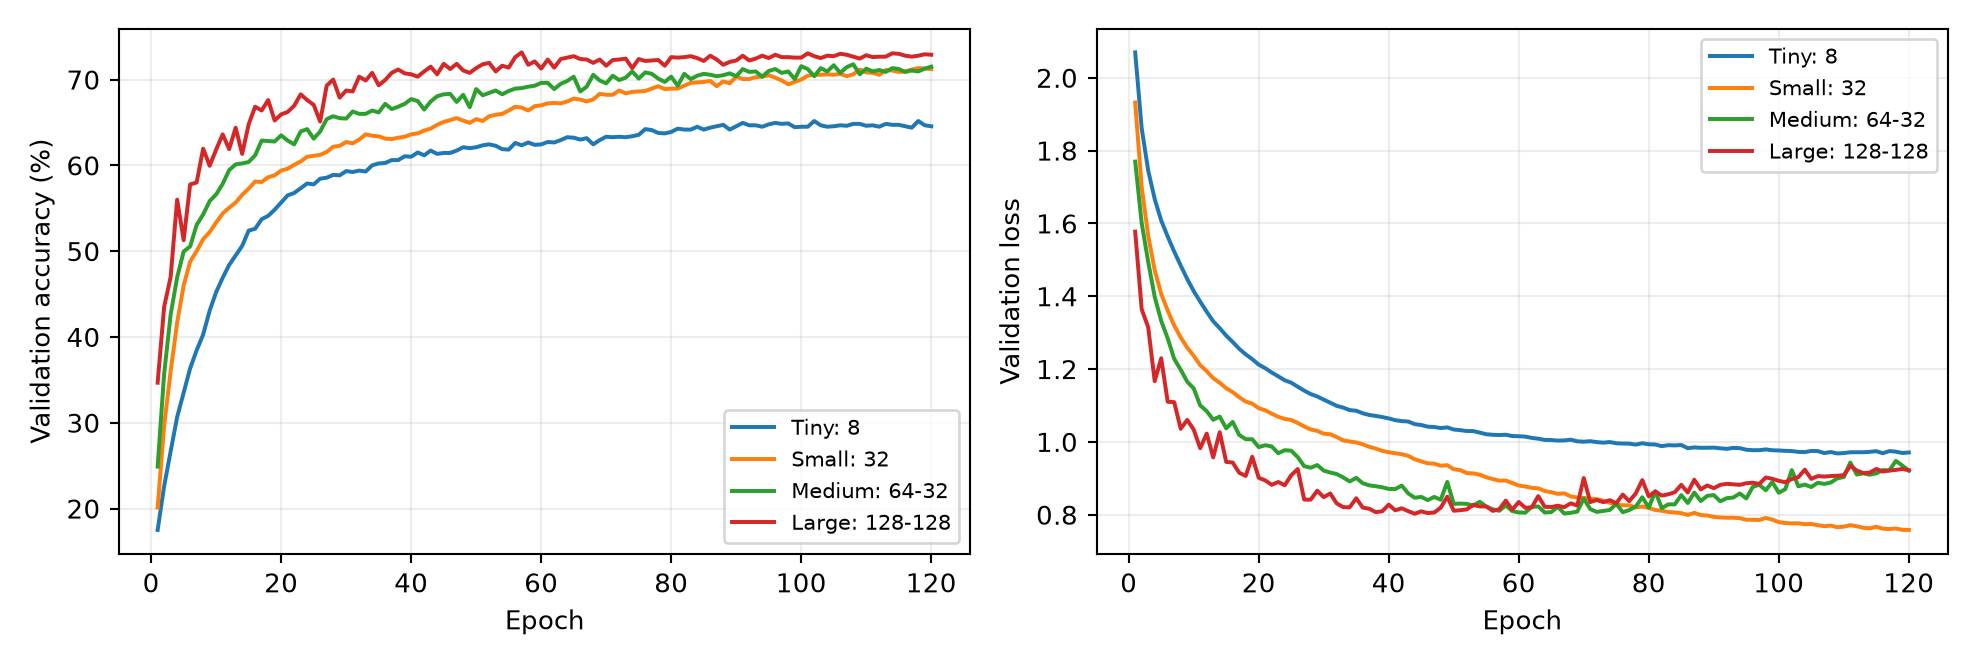 Validation accuracy (%)
70
60
50
40
30
20
0 20 40 60 80 100 120
Epoch
Tiny: 8
Small: 32
Medium: 64-32
Large: 128-128
Validation loss
2.0
1.8
1.6
1.4
1.2
1.0
0.8
0 20 40 60 80 100 120
Epoch
Tiny: 8
Small: 32
Medium: 64-32
Large: 128-128